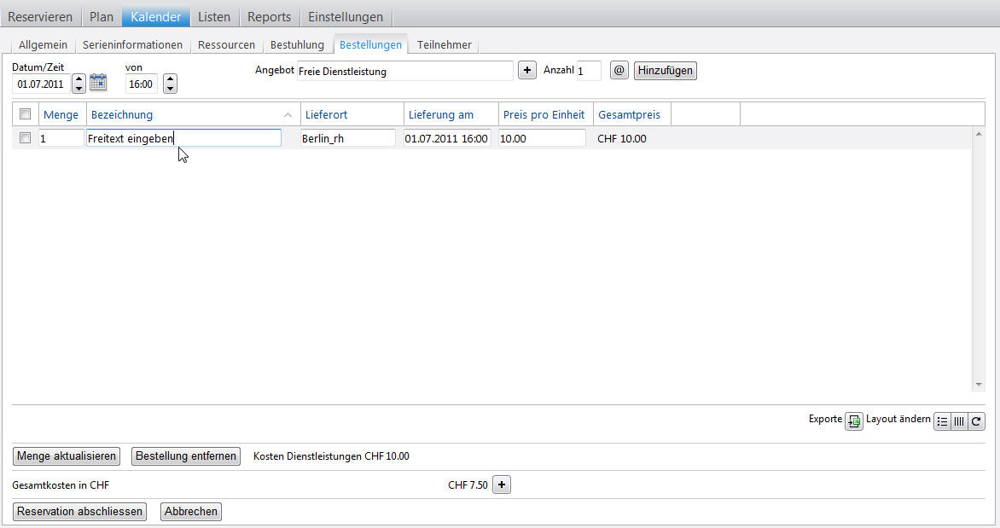 Reservieren Plan Kalender Listen Reports Einstellungen
Allgemein Serieninformationen Ressourcen Bestuhlung Bestellungen Teilnehmer
Datum/Zeit von
Angebot Freie Dienstleistung + Anzahl 1 @ Hinzufügen
01.07.2011 16:00
Menge Bezeichnung Lieferort Lieferung am Preis pro Einheit Gesamtpreis
1 Freitext eingeben Berlin_rh 01.07.2011 16:00 10.00 CHF 10.00
Exporte Layout ändern
Menge aktualisieren Bestellung entfernen Kosten Dienstleistungen CHF 10.00
Gesamtkosten in CHF CHF 7.50 +
Reservation abschliessen Abbrechen